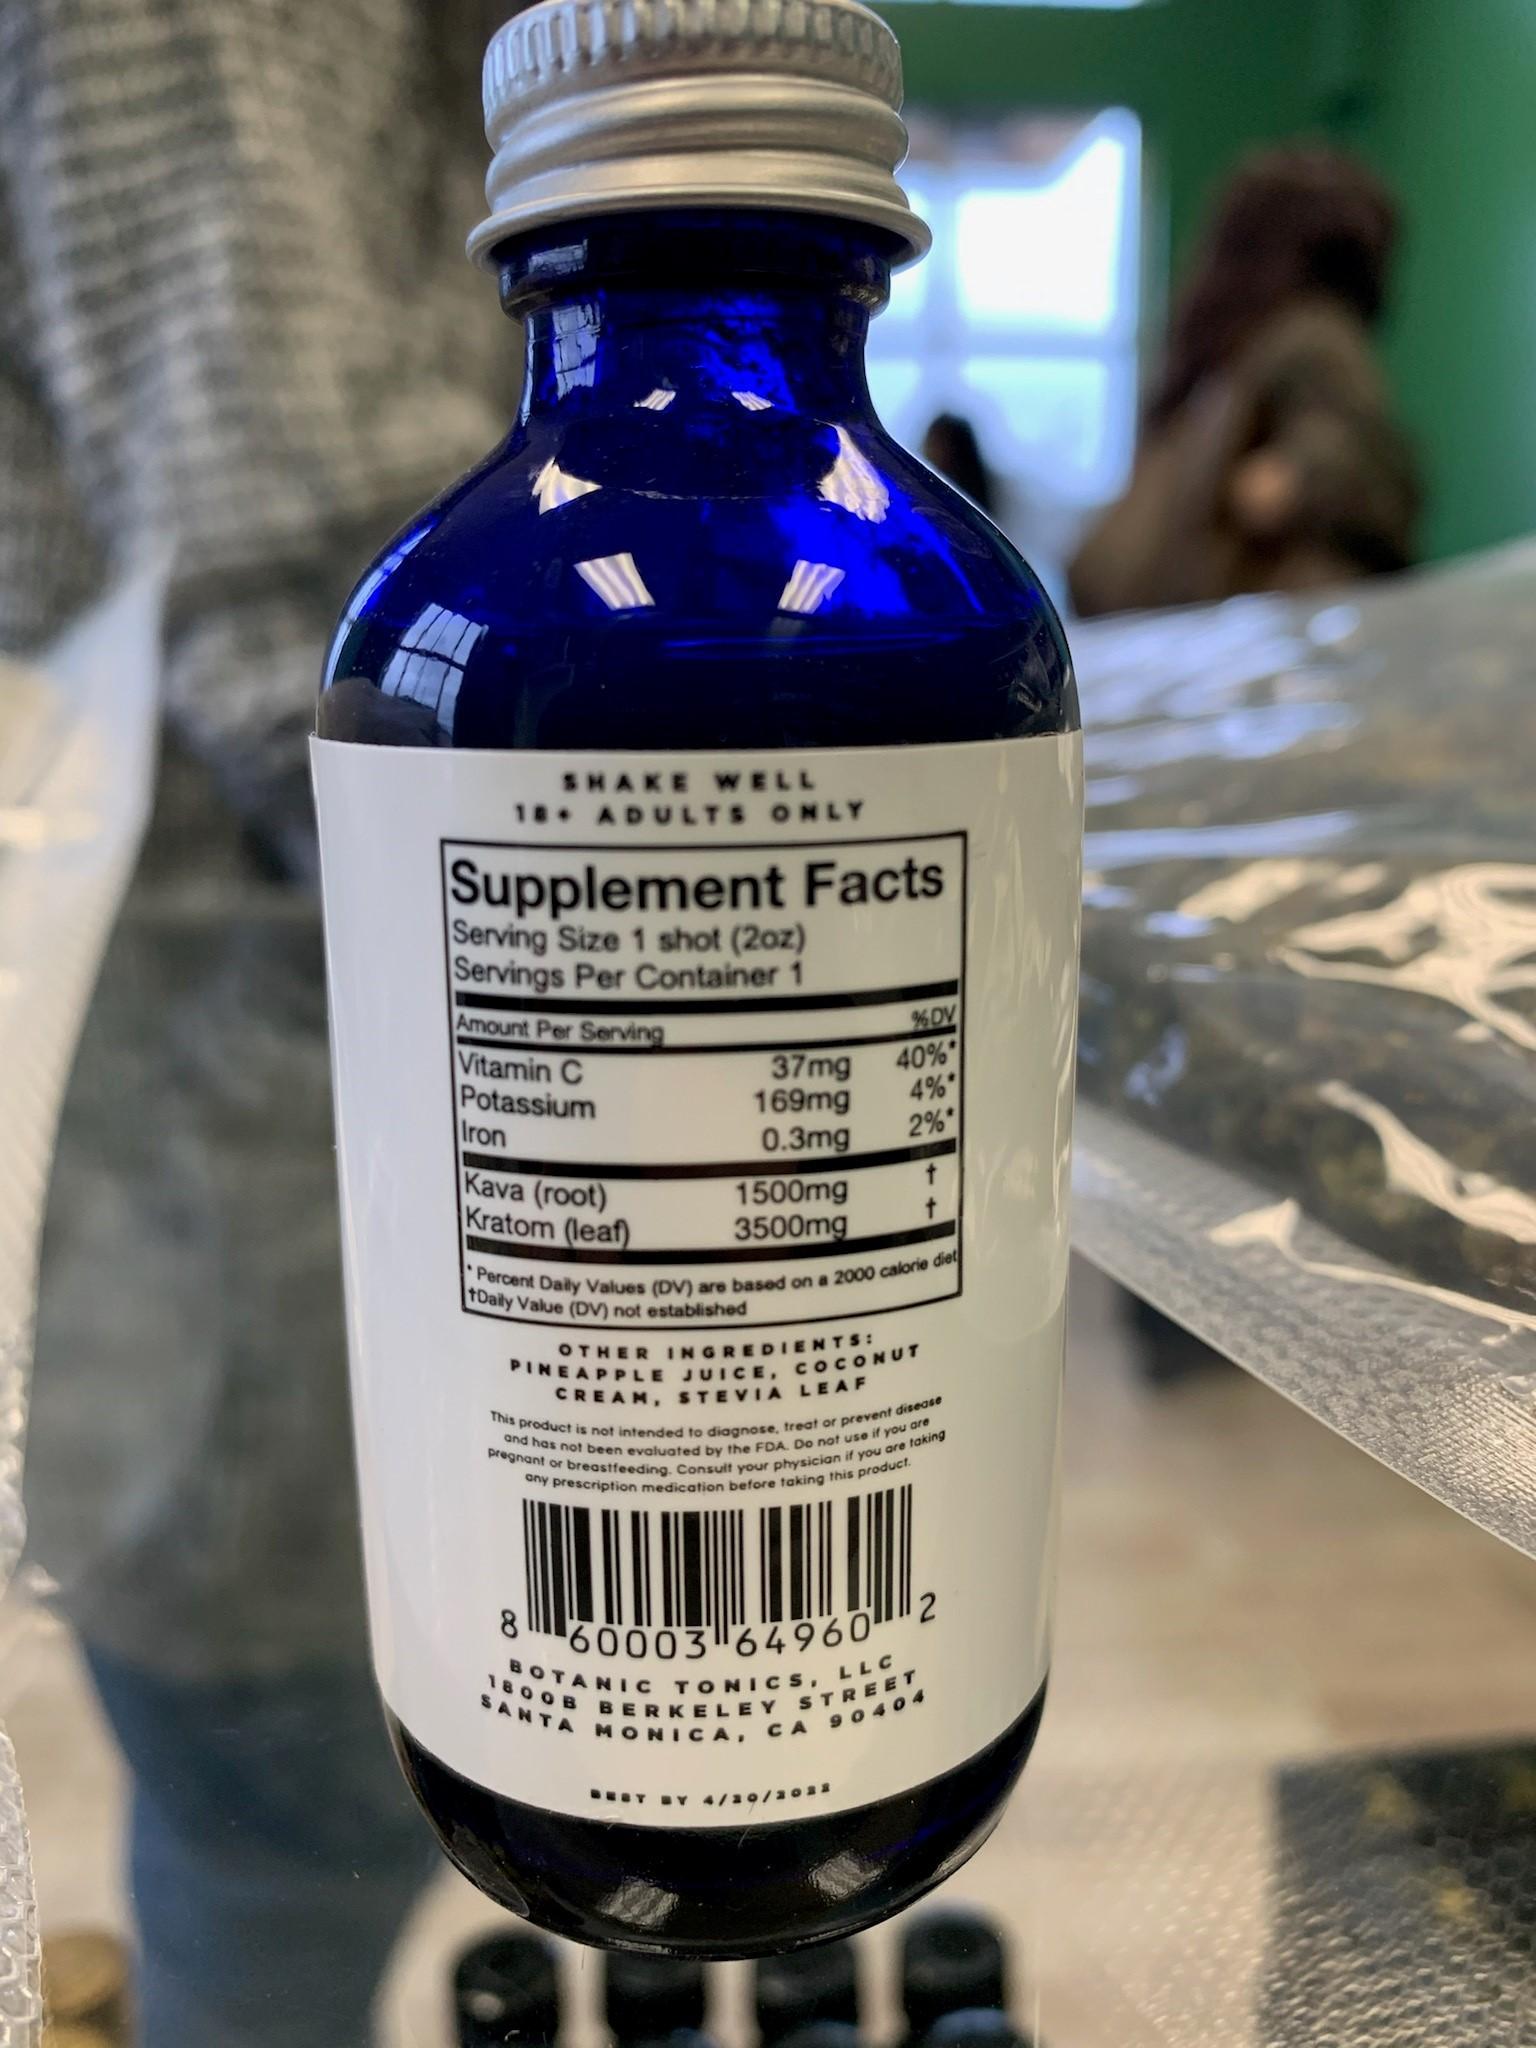 SHAKE WELL
18+ ADULTS ONLY
Supplement Facts
Serving Size 1 shot (2oz)
Servings Per Container 1
Amount Per Serving %DV
Vitamin C 37mg 40%*
Potassium 169mg 4%*
Iron 0.3mg 2%*
Kava (root) 1500mg †
Kratom (leaf) 3500mg †
* Percent Daily Values (DV) are based on a 2000 calorie diet
†Daily Value (DV) not established
OTHER INGREDIENTS:
PINEAPPLE JUICE, COCONUT
CREAM, STEVIA LEAF
This product is not intended to diagnose, treat or prevent disease
and has not been evaluated by the FDA. Do not use if you are
pregnant or breastfeeding. Consult your physician if you are taking
any prescription medication before taking this product.
8 60003 64960 2
BOTANIC TONICS, LLC
1800B BERKELEY STREET
SANTA MONICA, CA 90404
BEST BY 4/20/2022